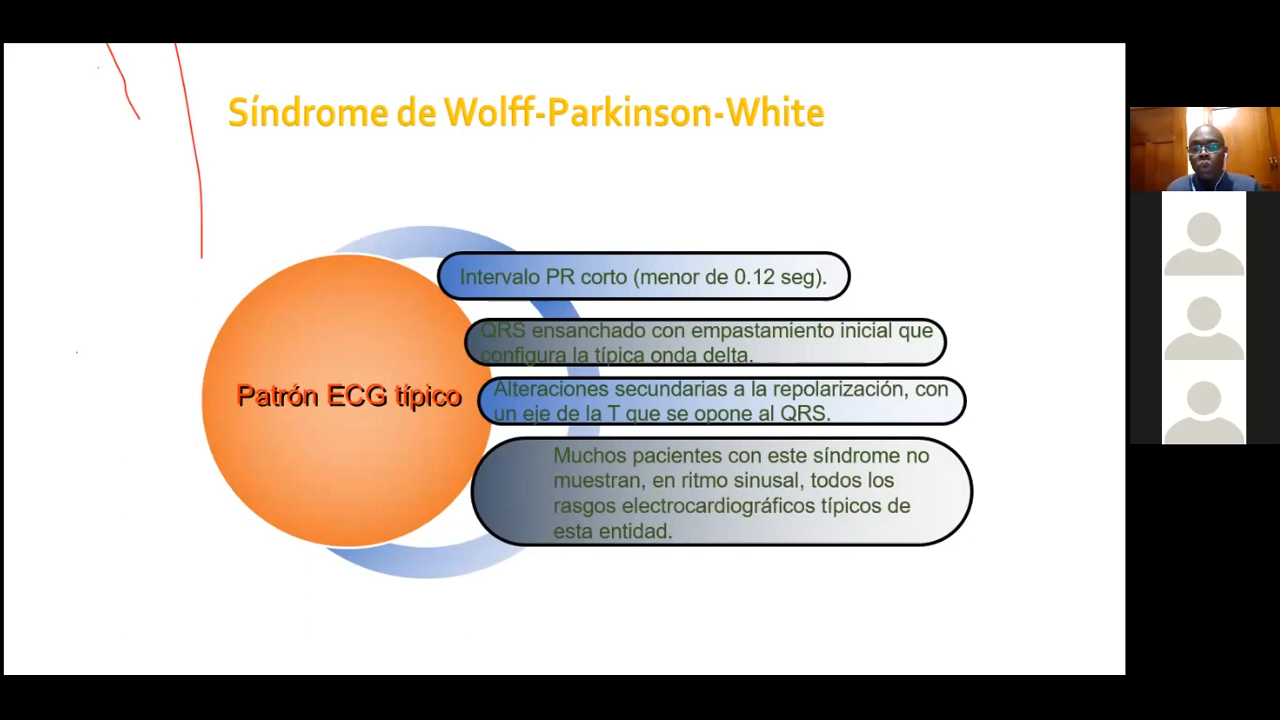 Síndrome de Wolff-Parkinson-White
Intervalo PR corto (menor de 0.12 seg).
QRS ensanchado con empastamiento inicial que
configura la típica onda delta.
Patrón ECG típico
Alteraciones secundarias a la repolarización, con
un eje de la T que se opone al QRS.
Muchos pacientes con este síndrome no
muestran, en ritmo sinusal, todos los
rasgos electrocardiográficos típicos de
esta entidad.